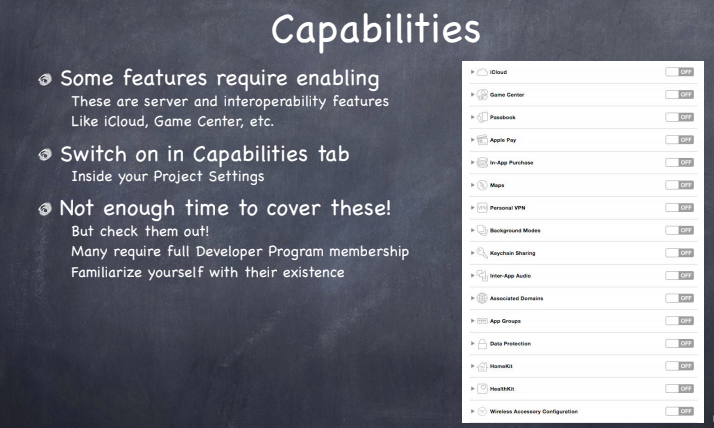 Capabilities
Some features require enabling
These are server and interoperability features
Like iCloud, Game Center, etc.
Switch on in Capabilities tab
Inside your Project Settings
Not enough time to cover these!
But check them out!
Many require full Developer Program membership
Familiarize yourself with their existence
iCloud OFF
Game Center OFF
Passbook OFF
Apple Pay OFF
In-App Purchase OFF
Maps OFF
VPN Personal VPN OFF
Background Modes OFF
Keychain Sharing OFF
Inter-App Audio OFF
Associated Domains OFF
App Groups OFF
Data Protection OFF
HomeKit OFF
HealthKit OFF
Wireless Accessory Configuration OFF